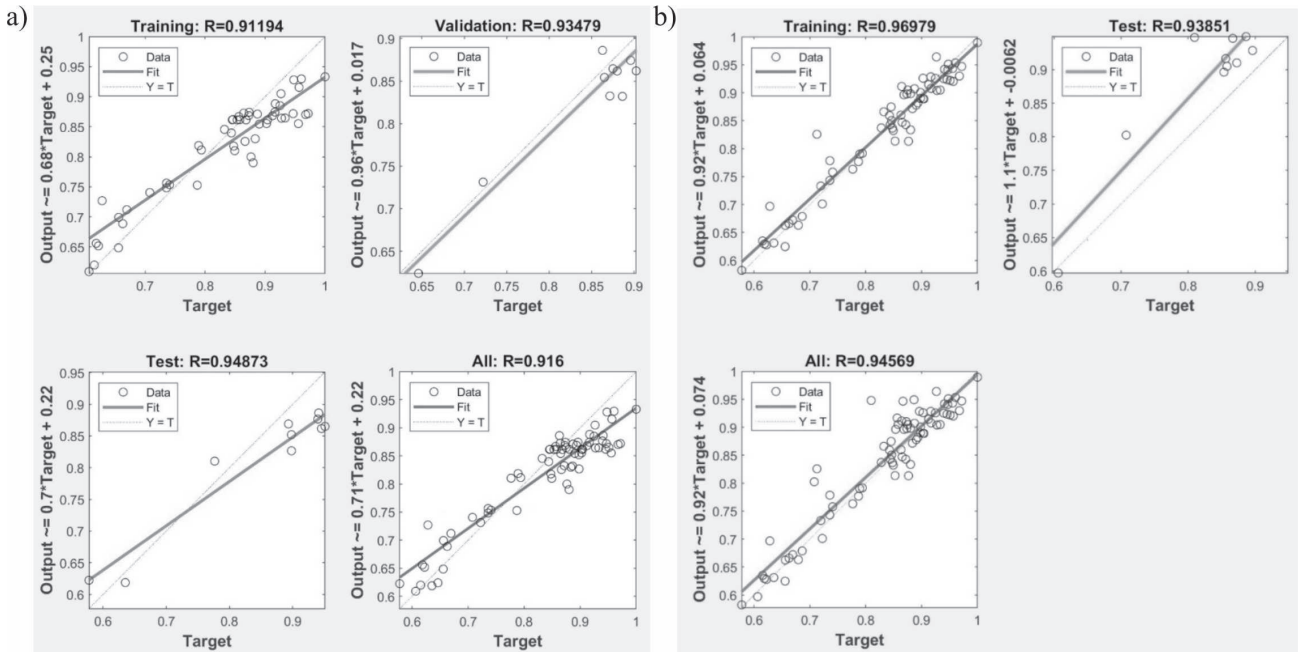 a)
Training: R=0.91194
Output ~= 0.68*Target + 0.25
1
0.95
0.9
0.85
0.8
0.75
0.7
0.65
Data
Fit
Y = T
0.7
0.8
0.9
1
Target
Validation: R=0.93479
Output ~= 0.96*Target + 0.017
0.9
0.85
0.8
0.75
0.7
0.65
Data
Fit
Y = T
0.65
0.7
0.75
0.8
0.85
0.9
Target
Test: R=0.94873
Output ~= 0.7*Target + 0.22
0.95
0.9
0.85
0.8
0.75
0.7
0.65
0.6
Data
Fit
Y = T
0.6
0.7
0.8
0.9
Target
All: R=0.916
Output ~= 0.71*Target + 0.22
1
0.95
0.9
0.85
0.8
0.75
0.7
0.65
0.6
Data
Fit
Y = T
0.6
0.7
0.8
0.9
1
Target
b)
Training: R=0.96979
Output ~= 0.92*Target + 0.064
1
0.95
0.9
0.85
0.8
0.75
0.7
0.65
0.6
Data
Fit
Y = T
0.6
0.7
0.8
0.9
1
Target
Test: R=0.93851
Output ~= 1.1*Target + -0.0062
0.9
0.85
0.8
0.75
0.7
0.65
0.6
Data
Fit
Y = T
0.6
0.7
0.8
0.9
Target
All: R=0.94569
Output ~= 0.92*Target + 0.074
1
0.95
0.9
0.85
0.8
0.75
0.7
0.65
0.6
Data
Fit
Y = T
0.6
0.7
0.8
0.9
1
Target